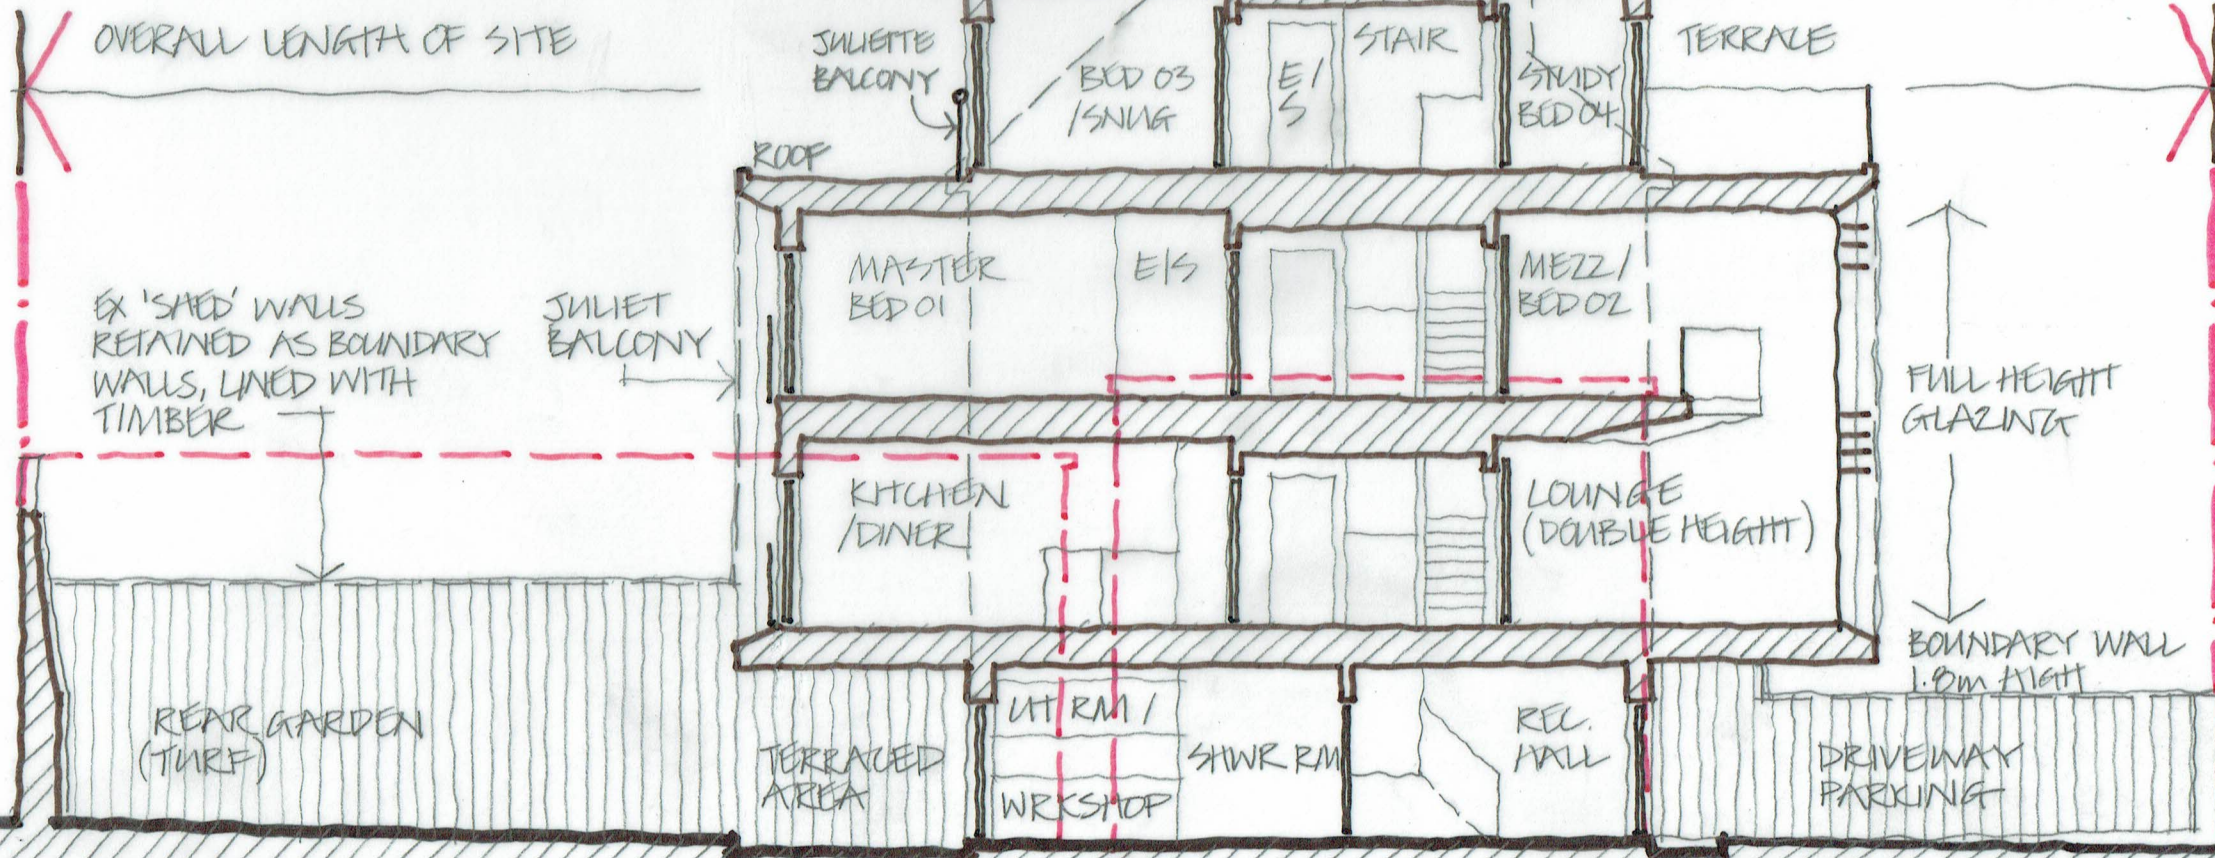 OVERALL LENGTH OF SITE
JULIETTE
BALCONY
BED 03
/SNUG
E/
S
STAIR
STUDY
BED 04
TERRACE
ROOF
EX 'SHED' WALLS
RETAINED AS BOUNDARY
WALLS, LINED WITH
TIMBER
JULIET
BALCONY
MASTER
BED 01
E/S
MEZZ/
BED 02
FULL HEIGHT
GLAZING
KITCHEN
/DINER
LOUNGE
(DOUBLE HEIGHT)
BOUNDARY WALL
1.8m HIGH
REAR GARDEN
(TURF)
TERRACED
AREA
UT RM /
WRKSHOP
SHWR RM
REC.
HALL
DRIVEWAY
PARKING